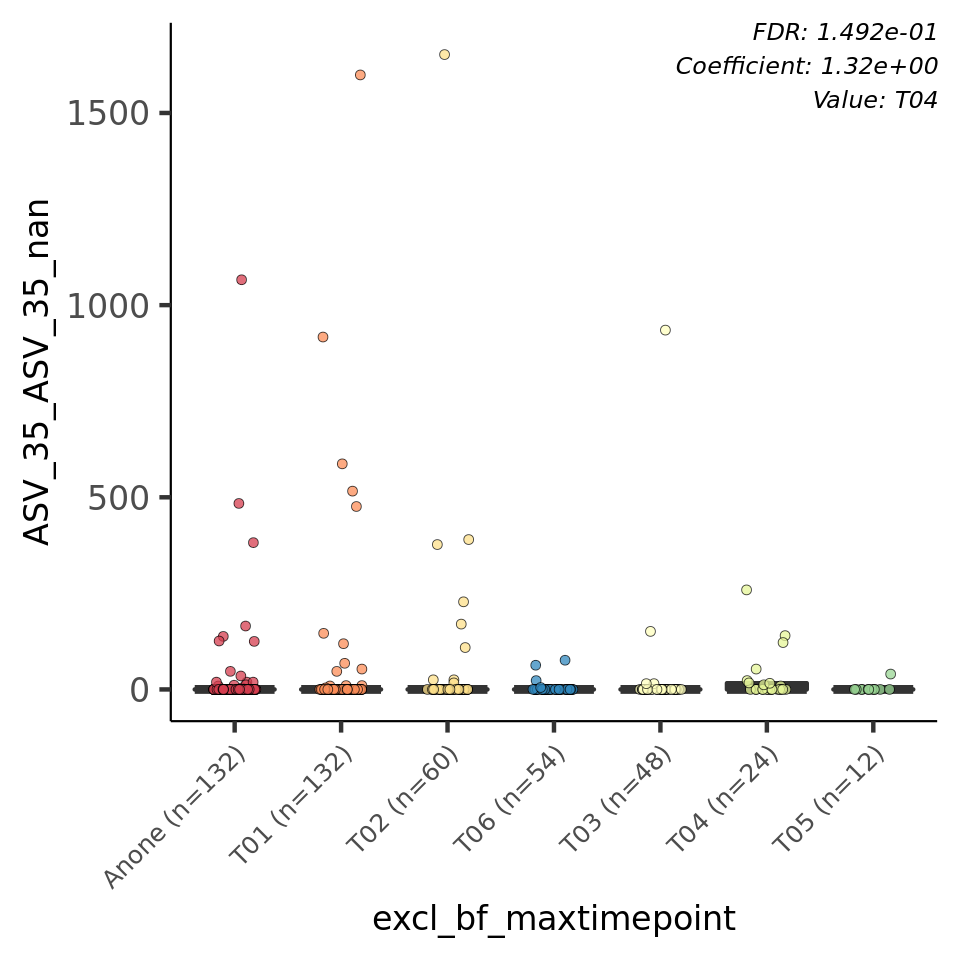 FDR: 1.492e-01
Coefficient: 1.32e+00
Value: T04
ASV_35_ASV_35_nan
1500
1000
500
0
Anone (n=132)
T01 (n=132)
T02 (n=60)
T06 (n=54)
T03 (n=48)
T04 (n=24)
T05 (n=12)
excl_bf_maxtimepoint